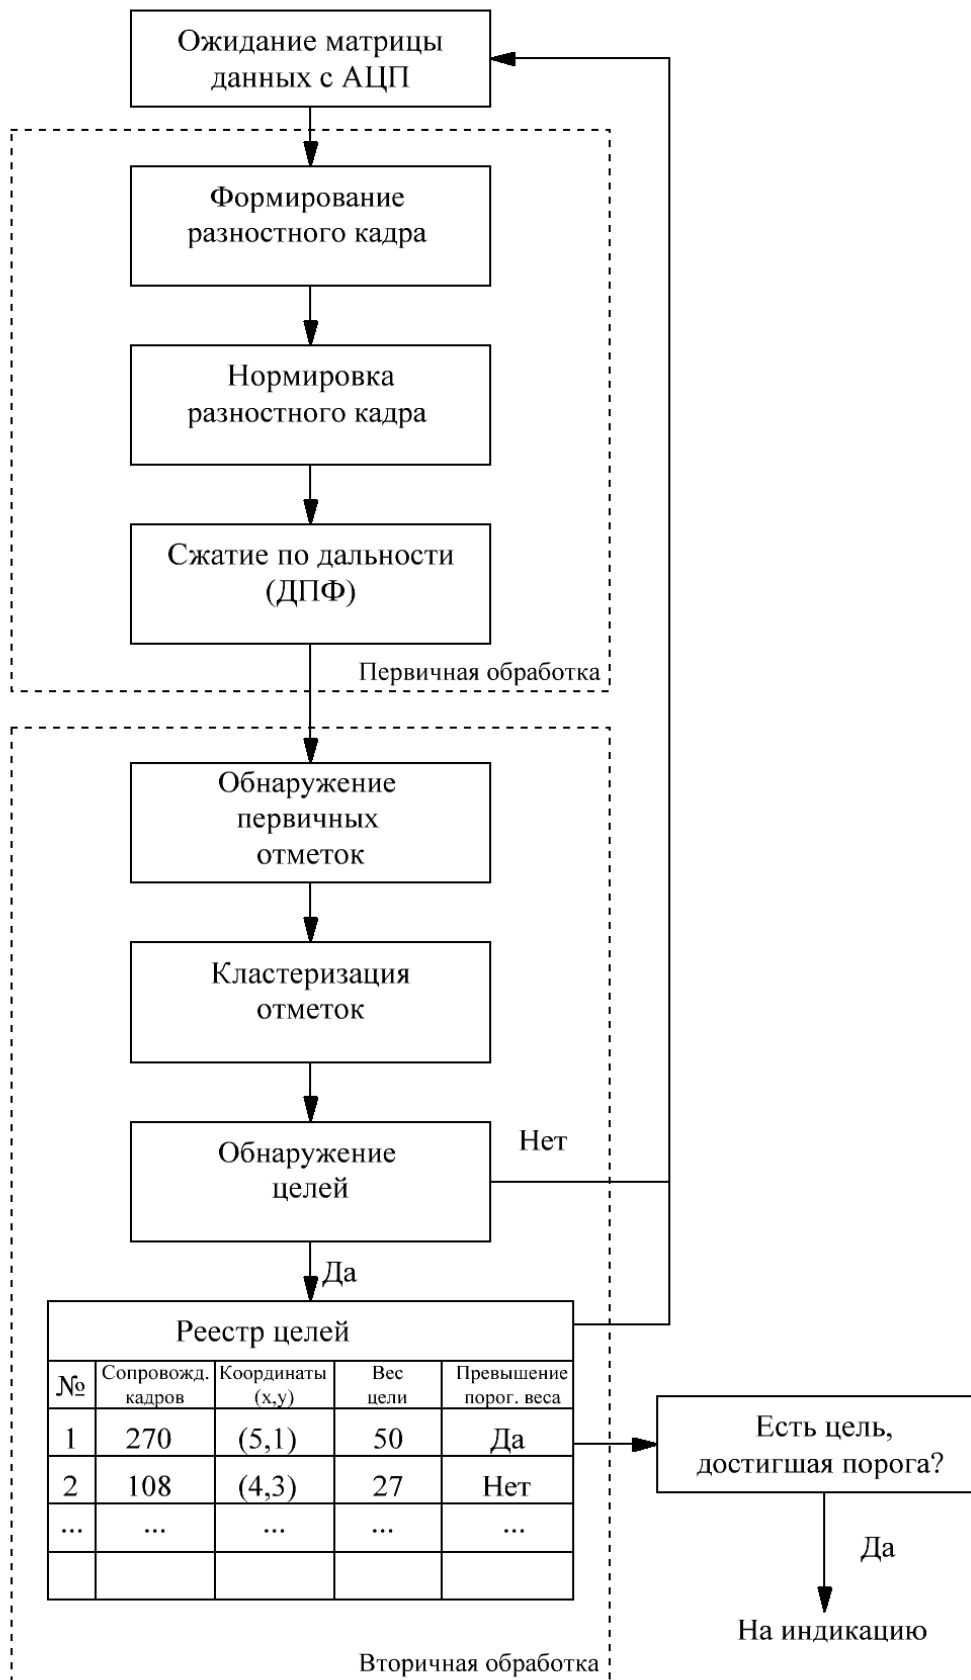 Ожидание матрицы
данных с АЦП
Формирование
разностного кадра
Нормировка
разностного кадра
Сжатие по дальности
(ДПФ)
Первичная обработка
Обнаружение
первичных
отметок
Кластеризация
отметок
Обнаружение
целей
Нет
Да
Реестр целей
№ Сопровожд. кадров Координаты (x,y) Вес цели Превышение порог. веса
1 270 (5,1) 50 Да
2 108 (4,3) 27 Нет
... ... ... ... ...
Есть цель,
достигшая порога?
Да
На индикацию
Вторичная обработка